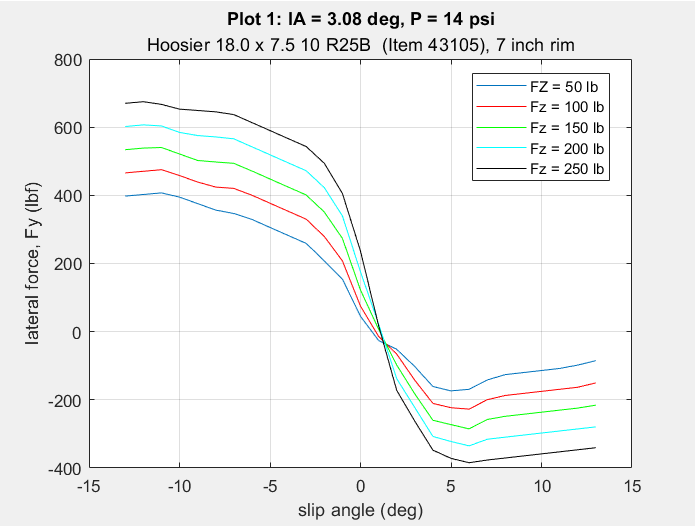 Plot 1: IA = 3.08 deg, P = 14 psi
Hoosier 18.0 x 7.5 10 R25B  (Item 43105), 7 inch rim
800
600
400
200
0
-200
-400
lateral force, Fy (lbf)
FZ = 50 lb
Fz = 100 lb
Fz = 150 lb
Fz = 200 lb
Fz = 250 lb
-15
-10
-5
0
5
10
15
slip angle (deg)